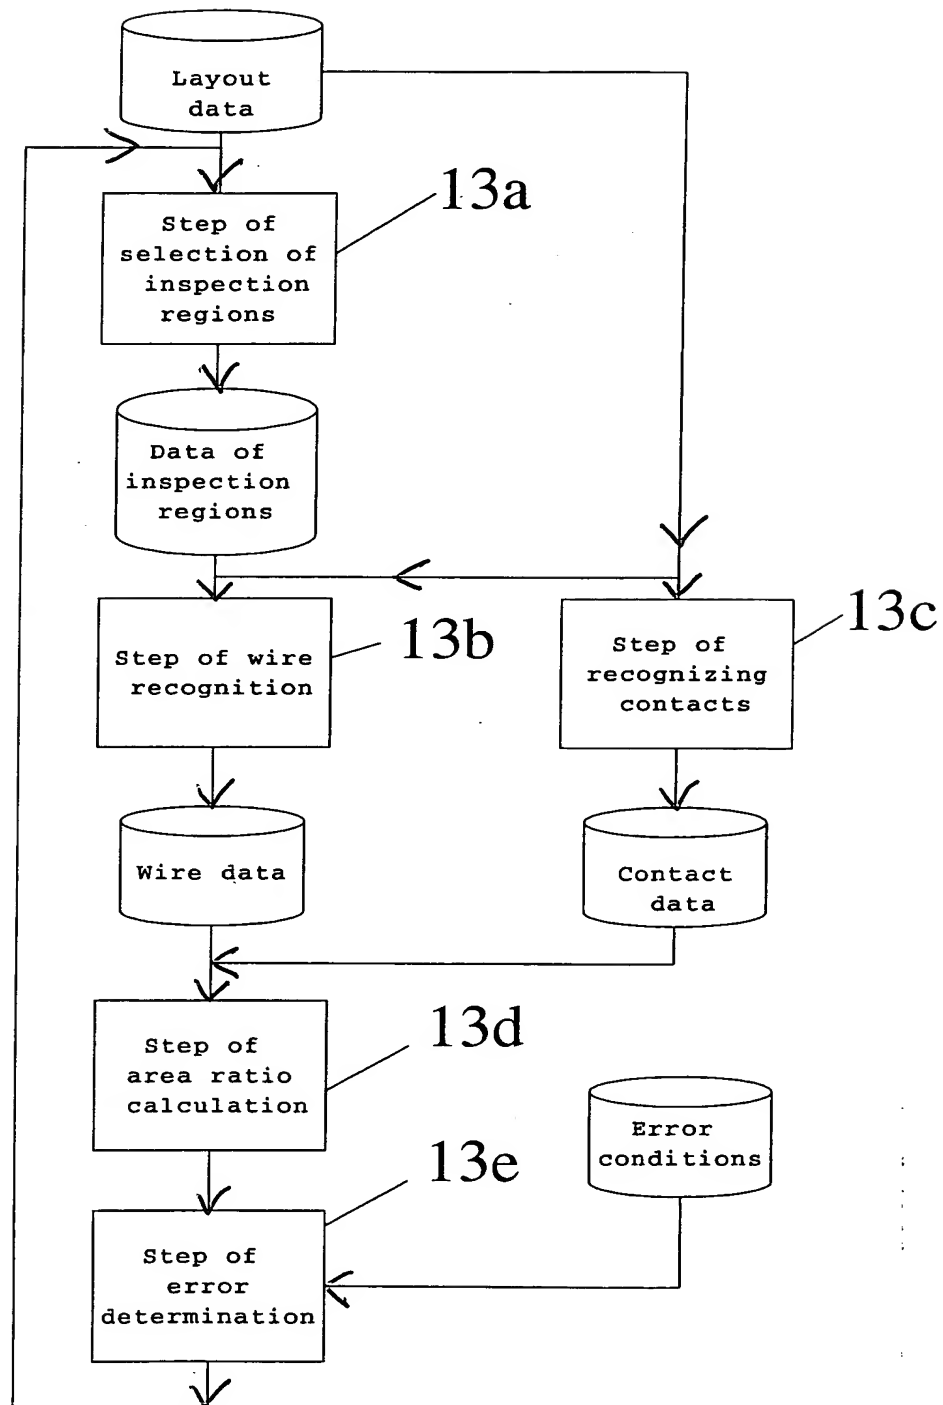 Layout
data
13a
Step of
selection of
inspection
regions
Data of
inspection
regions
13b
Step of wire
recognition
13c
Step of
recognizing
contacts
Wire data
Contact
data
13d
Step of
area ratio
calculation
Error
conditions
13e
Step of
error
determination